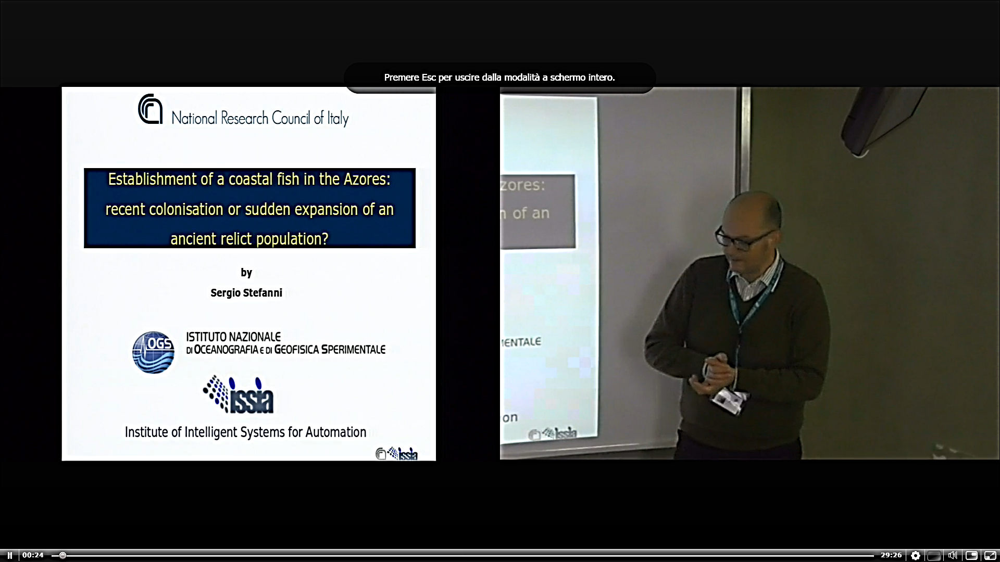 Premere Esc per uscire dalla modalità a schermo intero.
National Research Council of Italy
Establishment of a coastal fish in the Azores:
recent colonisation or sudden expansion of an
ancient relict population?
by
Sergio Stefanni
OGS
ISTITUTO NAZIONALE
DI OCEANOGRAFIA E DI GEOFISICA SPERIMENTALE
issia
Institute of Intelligent Systems for Automation
issia
zores:
n of an
MENTALE
on
issia
00:24
29:26